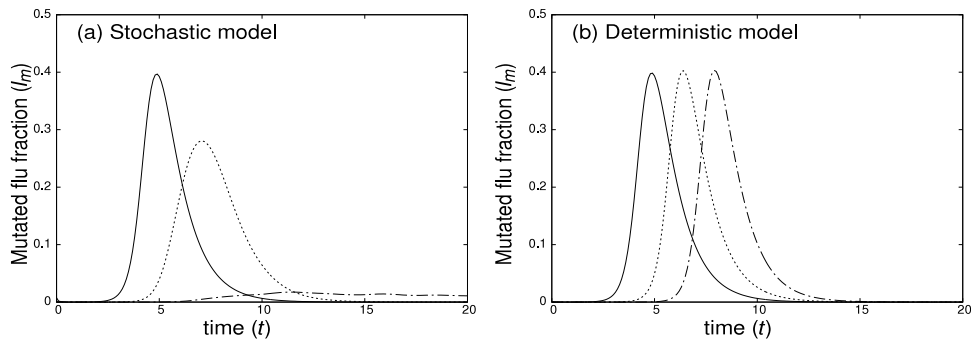 (a) Stochastic model
Mutated flu fraction (I_m)
0.5
0.4
0.3
0.2
0.1
0
0 5 10 15 20
time (t)
(b) Deterministic model
Mutated flu fraction (I_m)
0.5
0.4
0.3
0.2
0.1
0
0 5 10 15 20
time (t)